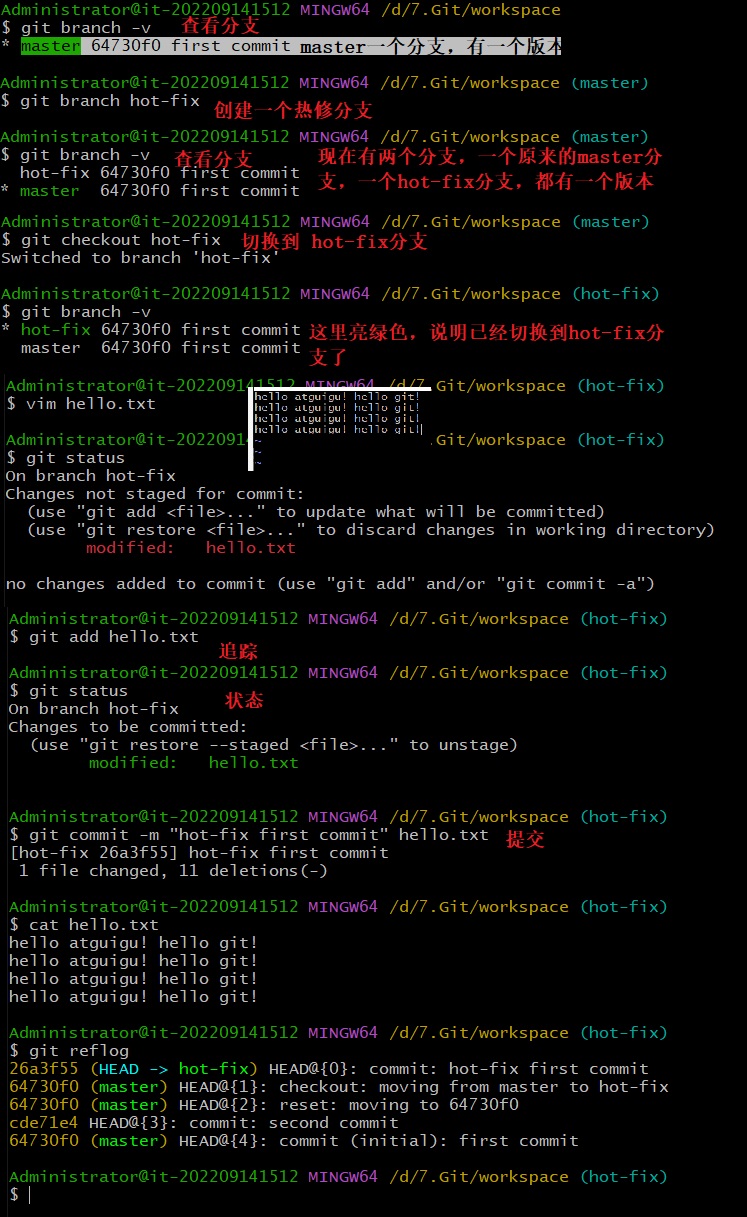 Administrator@it-202209141512 MINGW64 /d/7.Git/workspace
$ git branch -v 查看分支
* master 64730f0 first commit master一个分支，有一个版本
Administrator@it-202209141512 MINGW64 /d/7.Git/workspace (master)
$ git branch hot-fix 创建一个热修分支
Administrator@it-202209141512 MINGW64 /d/7.Git/workspace (master)
$ git branch -v 查看分支 现在有两个分支，一个原来的master分
hot-fix 64730f0 first commit 支，一个hot-fix分支，都有一个版本
* master 64730f0 first commit
Administrator@it-202209141512 MINGW64 /d/7.Git/workspace (master)
$ git checkout hot-fix 切换到 hot-fix分支
Switched to branch 'hot-fix'
Administrator@it-202209141512 MINGW64 /d/7.Git/workspace (hot-fix)
$ git branch -v
* hot-fix 64730f0 first commit 这里亮绿色，说明已经切换到hot-fix分
master 64730f0 first commit 支了
Administrator@it-202209141512 MINGW64 /d/7.Git/workspace (hot-fix)
$ vim hello.txt
hello atguigu! hello git!
hello atguigu! hello git!
hello atguigu! hello git!
hello atguigu! hello git!
~
~
~
Administrator@it-20220 .Git/workspace (hot-fix)
$ git status
On branch hot-fix
Changes not staged for commit:
(use "git add <file>..." to update what will be committed)
(use "git restore <file>..." to discard changes in working directory)
modified: hello.txt
no changes added to commit (use "git add" and/or "git commit -a")
Administrator@it-202209141512 MINGW64 /d/7.Git/workspace (hot-fix)
$ git add hello.txt
追踪
Administrator@it-202209141512 MINGW64 /d/7.Git/workspace (hot-fix)
$ git status
状态
On branch hot-fix
Changes to be committed:
(use "git restore --staged <file>..." to unstage)
modified: hello.txt
Administrator@it-202209141512 MINGW64 /d/7.Git/workspace (hot-fix)
$ git commit -m "hot-fix first commit" hello.txt 提交
[hot-fix 26a3f55] hot-fix first commit
1 file changed, 11 deletions(-)
Administrator@it-202209141512 MINGW64 /d/7.Git/workspace (hot-fix)
$ cat hello.txt
hello atguigu! hello git!
hello atguigu! hello git!
hello atguigu! hello git!
hello atguigu! hello git!
Administrator@it-202209141512 MINGW64 /d/7.Git/workspace (hot-fix)
$ git reflog
26a3f55 (HEAD -> hot-fix) HEAD@{0}: commit: hot-fix first commit
64730f0 (master) HEAD@{1}: checkout: moving from master to hot-fix
64730f0 (master) HEAD@{2}: reset: moving to 64730f0
cde71e4 HEAD@{3}: commit: second commit
64730f0 (master) HEAD@{4}: commit (initial): first commit
Administrator@it-202209141512 MINGW64 /d/7.Git/workspace (hot-fix)
$